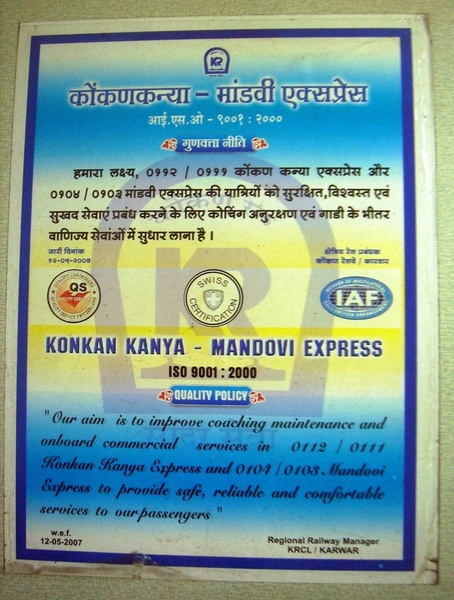 कोंकणकन्या - मांडवी एक्सप्रेस
आई.एस.ओ - ९००१ : २०००
गुणवत्ता नीति
हमारा लक्ष्य, ०११२ / ०१११ कोंकण कन्या एक्सप्रेस और
०१०४ / ०१०३ मांडवी एक्सप्रेस की यात्रियों को सुरक्षित,विश्वस्त एवं
सुखद सेवाएं प्रबंध करने के लिए कोचिंग अनुरक्षण एवं गाडी के भीतर
वाणिज्य सेवांओं में सुधार लाना है ।
जारी दिनांक
१२-०५-२००७
क्षेत्रिय रेल प्रबंधक
कोंकण रेलवे / कारवार
QS
SWISS
CERTIFICATION
IAF
KONKAN KANYA - MANDOVI EXPRESS
ISO 9001 : 2000
QUALITY POLICY
"Our aim is to improve coaching maintenance and
onboard commercial services in 0112 / 0111
Konkan Kanya Express and 0104 / 0103 Mandovi
Express to provide safe, reliable and comfortable
services to our passengers "
w.e.f.
12-05-2007
Regional Railway Manager
KRCL / KARWAR